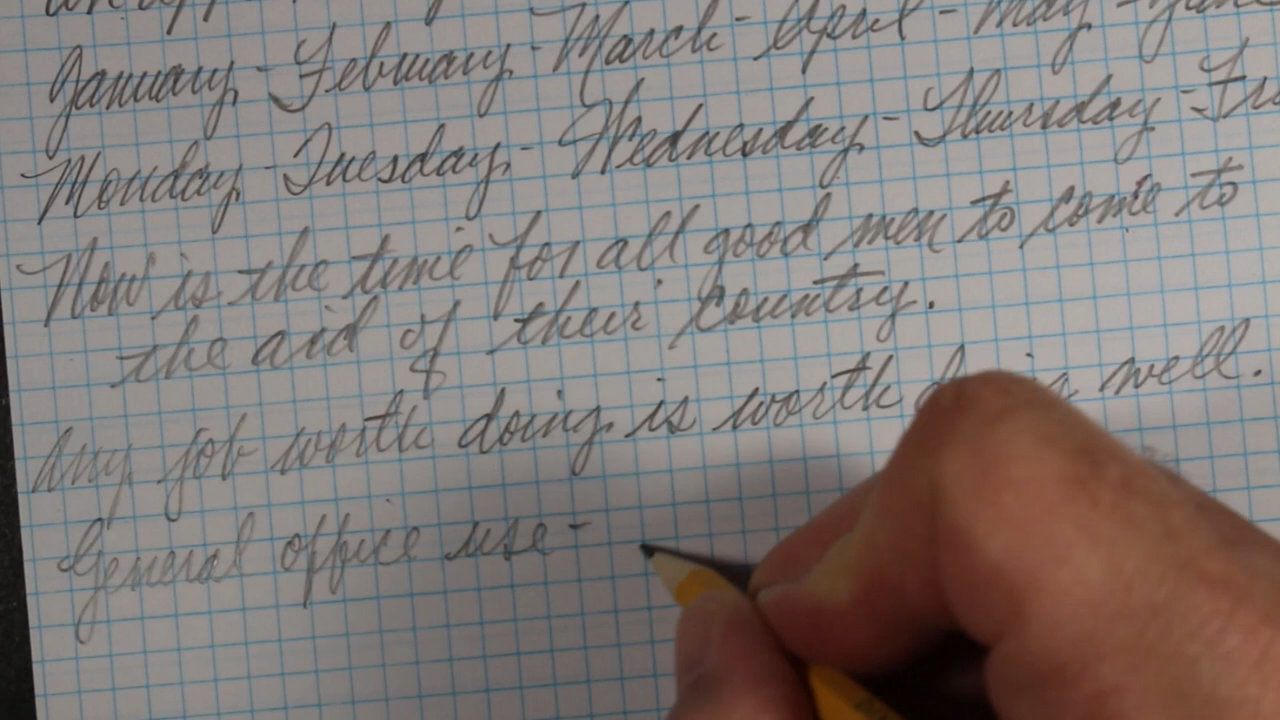 January - February - March - April - May - June
Monday - Tuesday - Wednesday - Thursday - Fri
Now is the time for all good men to come to
the aid of their country.
Any job worth doing is worth doing well.
General office use -